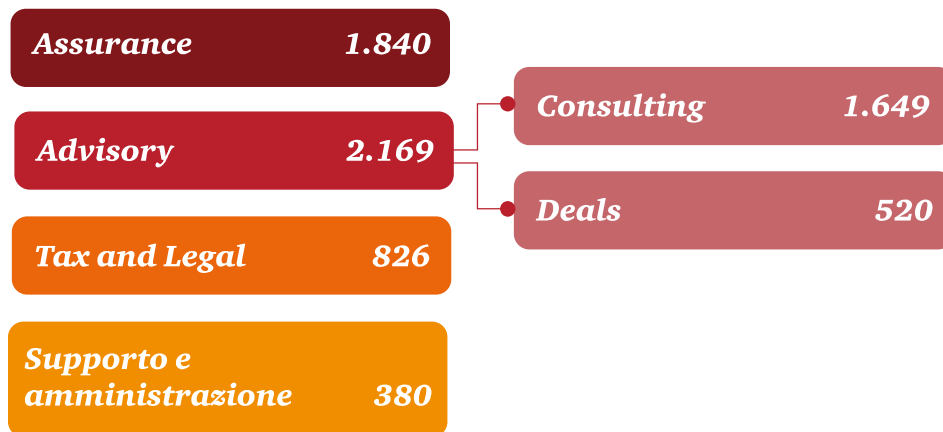 Assurance 1.840
Advisory 2.169
Consulting 1.649
Deals 520
Tax and Legal 826
Supporto e
amministrazione 380